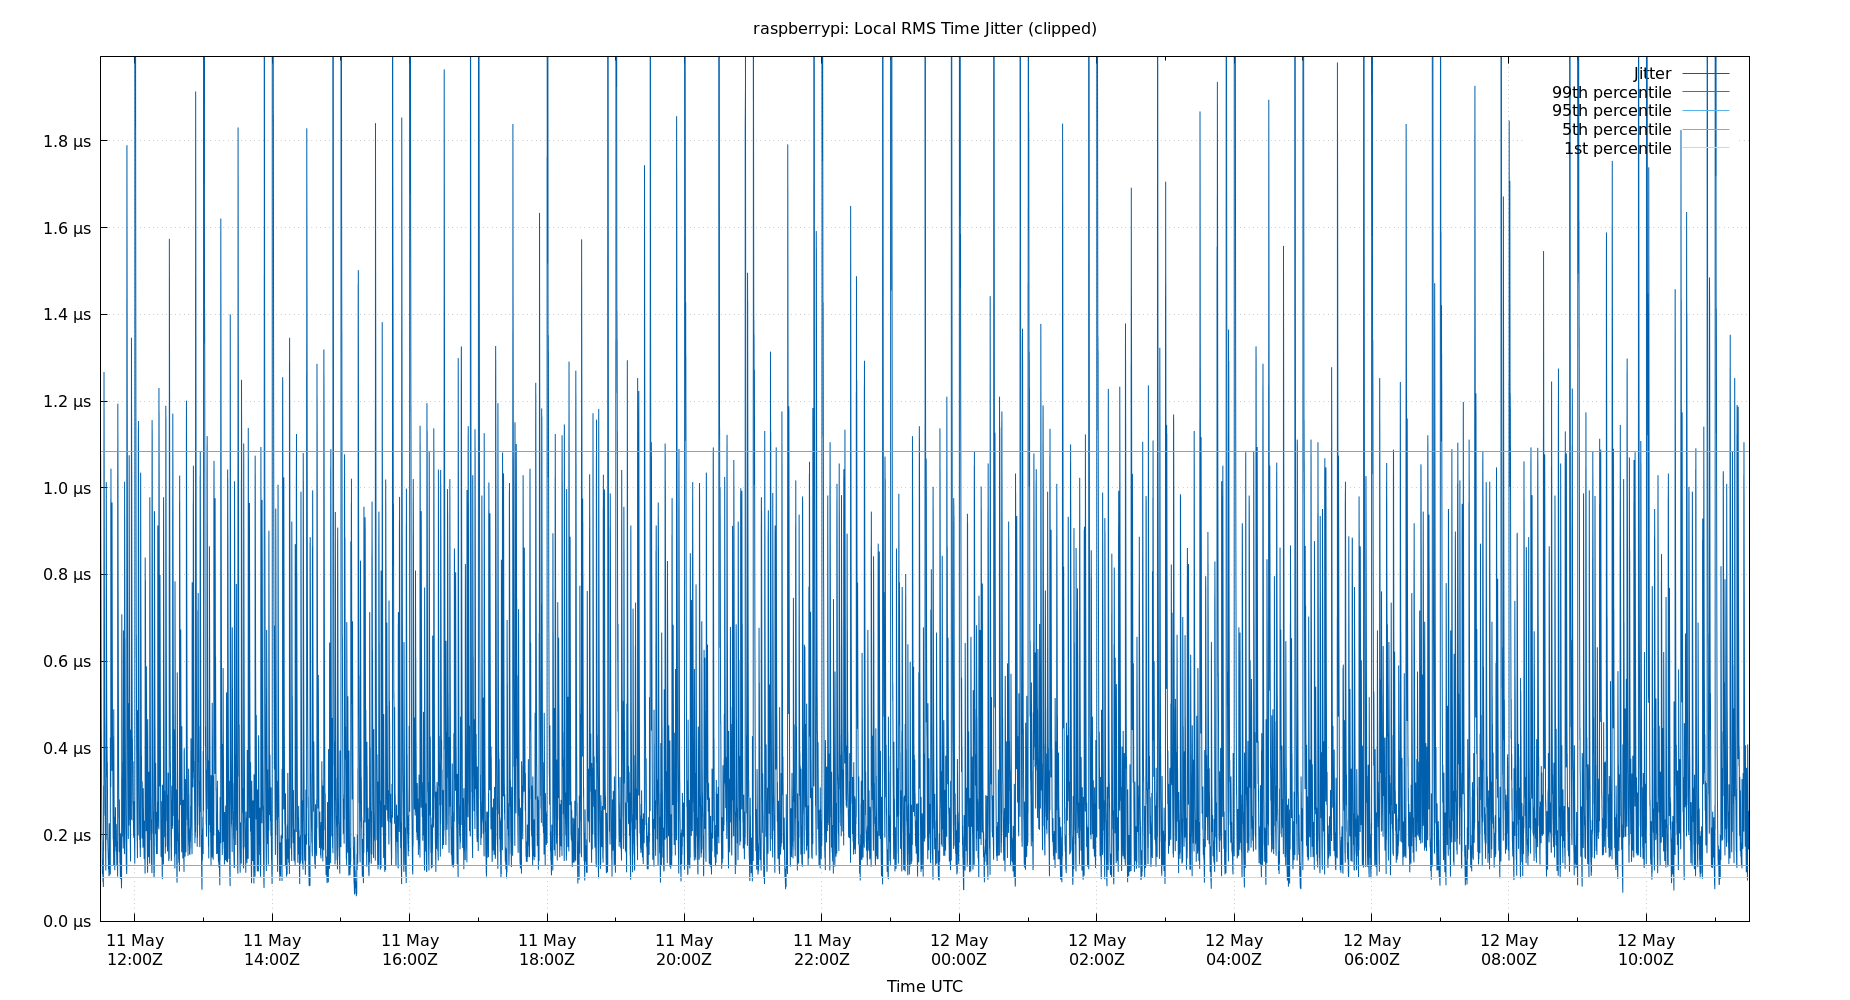 raspberrypi: Local RMS Time Jitter (clipped)
Jitter
99th percentile
95th percentile
5th percentile
1st percentile
1.8 μs
1.6 μs
1.4 μs
1.2 μs
1.0 μs
0.8 μs
0.6 μs
0.4 μs
0.2 μs
0.0 μs
11 May 11 May 11 May 11 May 11 May 11 May 12 May 12 May 12 May 12 May 12 May 12 May
12:00Z 14:00Z 16:00Z 18:00Z 20:00Z 22:00Z 00:00Z 02:00Z 04:00Z 06:00Z 08:00Z 10:00Z
Time UTC